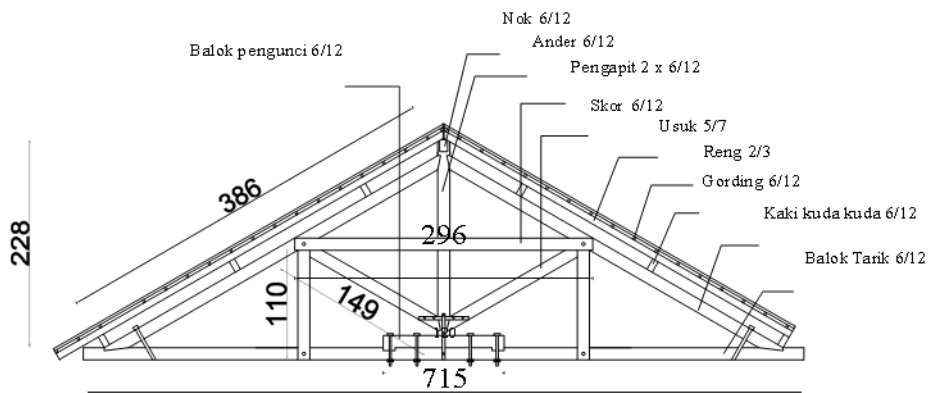 Nok 6/12
Ander 6/12
Balok pengunci 6/12
Pengapit 2 x 6/12
Skor 6/12
Usuk 5/7
Reng 2/3
Gording 6/12
Kaki kuda kuda 6/12
Balok Tarik 6/12
386
228
296
110
149
120
715